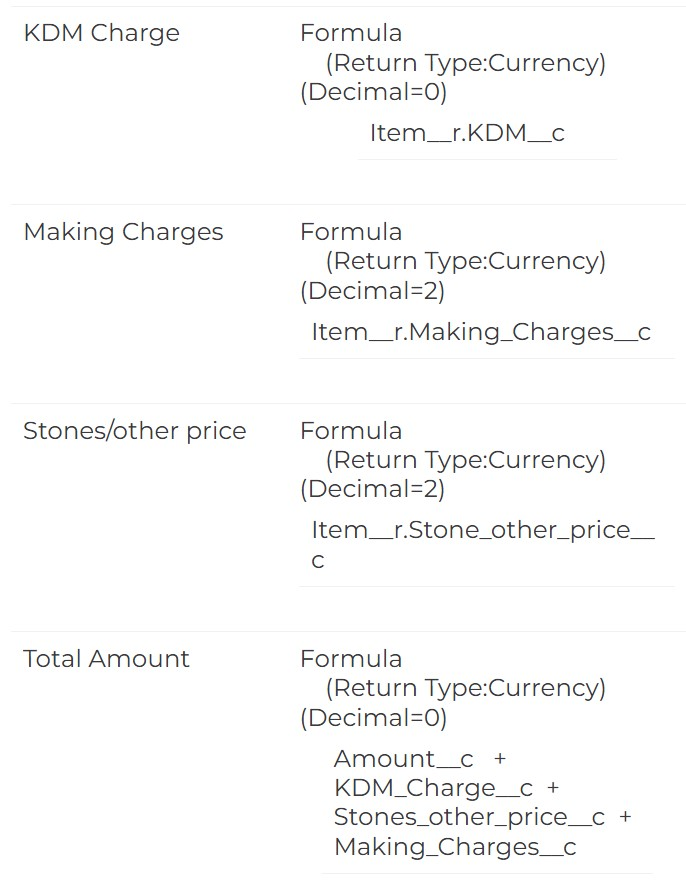 KDM Charge
Formula
(Return Type:Currency)
(Decimal=0)
Item__r.KDM__c
Making Charges
Formula
(Return Type:Currency)
(Decimal=2)
Item__r.Making_Charges__c
Stones/other price
Formula
(Return Type:Currency)
(Decimal=2)
Item__r.Stone_other_price__
c
Total Amount
Formula
(Return Type:Currency)
(Decimal=0)
Amount__c +
KDM_Charge__c +
Stones_other_price__c +
Making_Charges__c